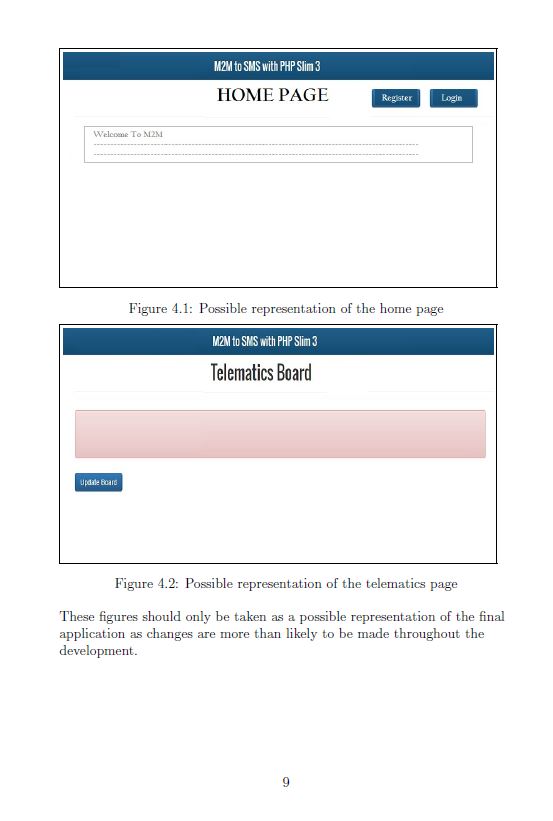 M2M to SMS with PHP Slim 3
HOME PAGE
Register
Login
Welcome To M2M
Figure 4.1: Possible representation of the home page
M2M to SMS with PHP Slim 3
Telematics Board
Update Board
Figure 4.2: Possible representation of the telematics page
These figures should only be taken as a possible representation of the final
application as changes are more than likely to be made throughout the
development.
9